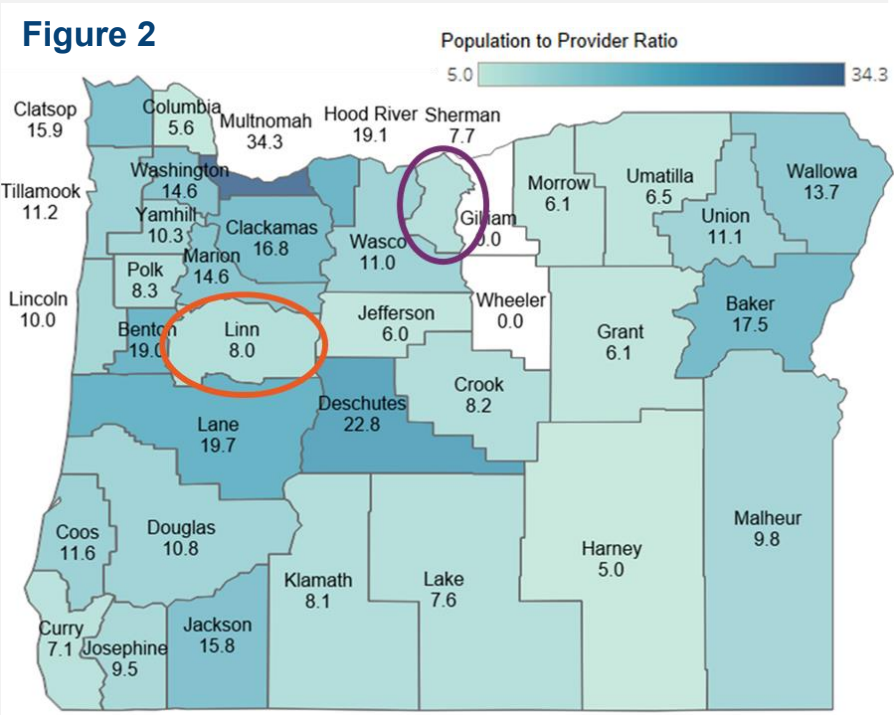 Figure 2
Population to Provider Ratio
5.0
34.3
Clatsop
15.9
Columbia
5.6
Multnomah
34.3
Hood River
19.1
Sherman
7.7
Tillamook
11.2
Washington
14.6
Yamhill
10.3
Clackamas
16.8
Wasco
11.0
Gilliam
0.0
Morrow
6.1
Umatilla
6.5
Union
11.1
Wallowa
13.7
Marion
14.6
Polk
8.3
Lincoln
10.0
Benton
19.0
Linn
8.0
Jefferson
6.0
Wheeler
0.0
Grant
6.1
Baker
17.5
Crook
8.2
Deschutes
22.8
Lane
19.7
Coos
11.6
Douglas
10.8
Malheur
9.8
Harney
5.0
Klamath
8.1
Lake
7.6
Curry
7.1
Josephine
9.5
Jackson
15.8